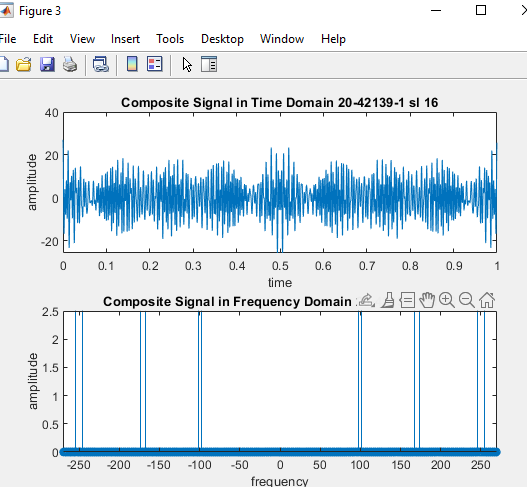 Figure 3
File Edit View Insert Tools Desktop Window Help
Composite Signal in Time Domain 20-42139-1 sl 16
amplitude
40
20
0
-20
0 0.1 0.2 0.3 0.4 0.5 0.6 0.7 0.8 0.9 1
time
Composite Signal in Frequency Domain
amplitude
2.5
2
1.5
1
0.5
0
-250 -200 -150 -100 -50 0 50 100 150 200 250
frequency